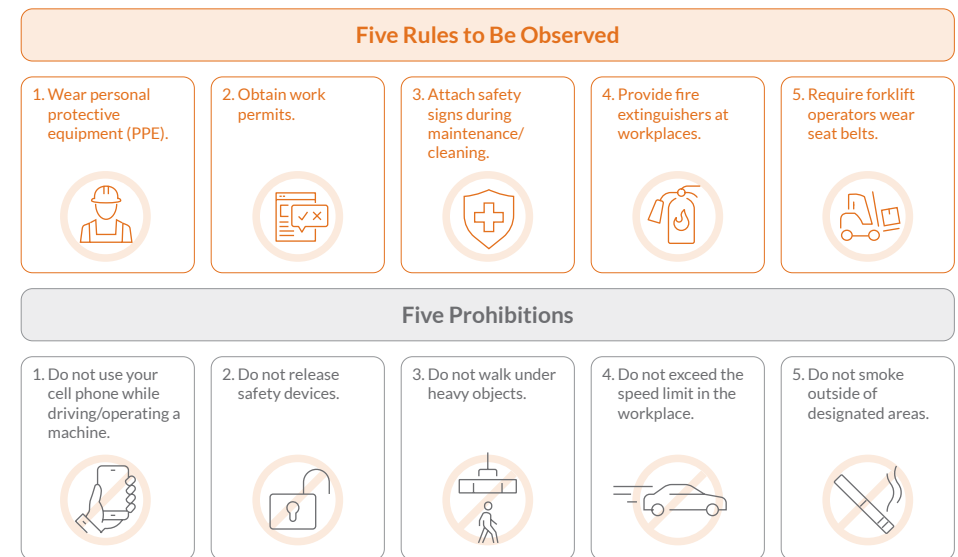 Five Rules to Be Observed
1. Wear personal
protective
equipment (PPE).
2. Obtain work
permits.
3. Attach safety
signs during
maintenance/
cleaning.
4. Provide fire
extinguishers at
workplaces.
5. Require forklift
operators wear
seat belts.
Five Prohibitions
1. Do not use your
cell phone while
driving/operating a
machine.
2. Do not release
safety devices.
3. Do not walk under
heavy objects.
4. Do not exceed the
speed limit in the
workplace.
5. Do not smoke
outside of
designated areas.